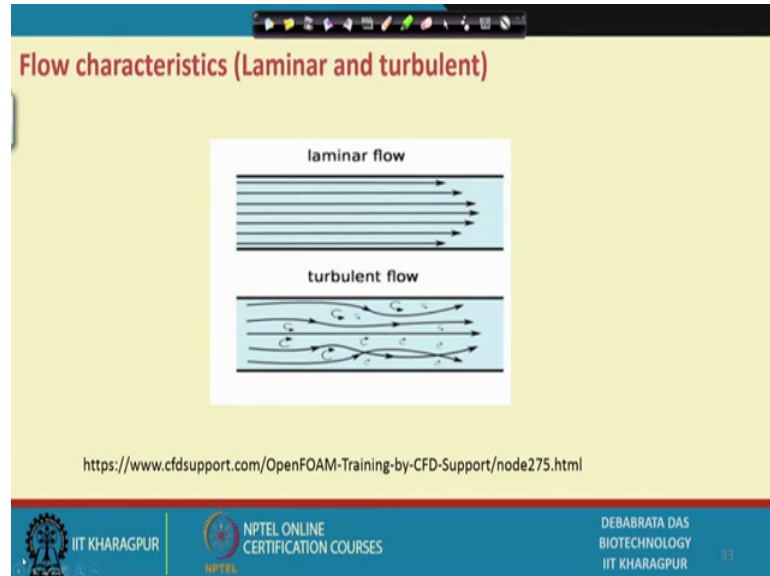 Flow characteristics (Laminar and turbulent)
laminar flow
turbulent flow
https://www.cfdsupport.com/OpenFOAM-Training-by-CFD-Support/node275.html
IIT KHARAGPUR
NPTEL
NPTEL ONLINE
CERTIFICATION COURSES
DEBABRATA DAS
BIOTECHNOLOGY
IIT KHARAGPUR
33